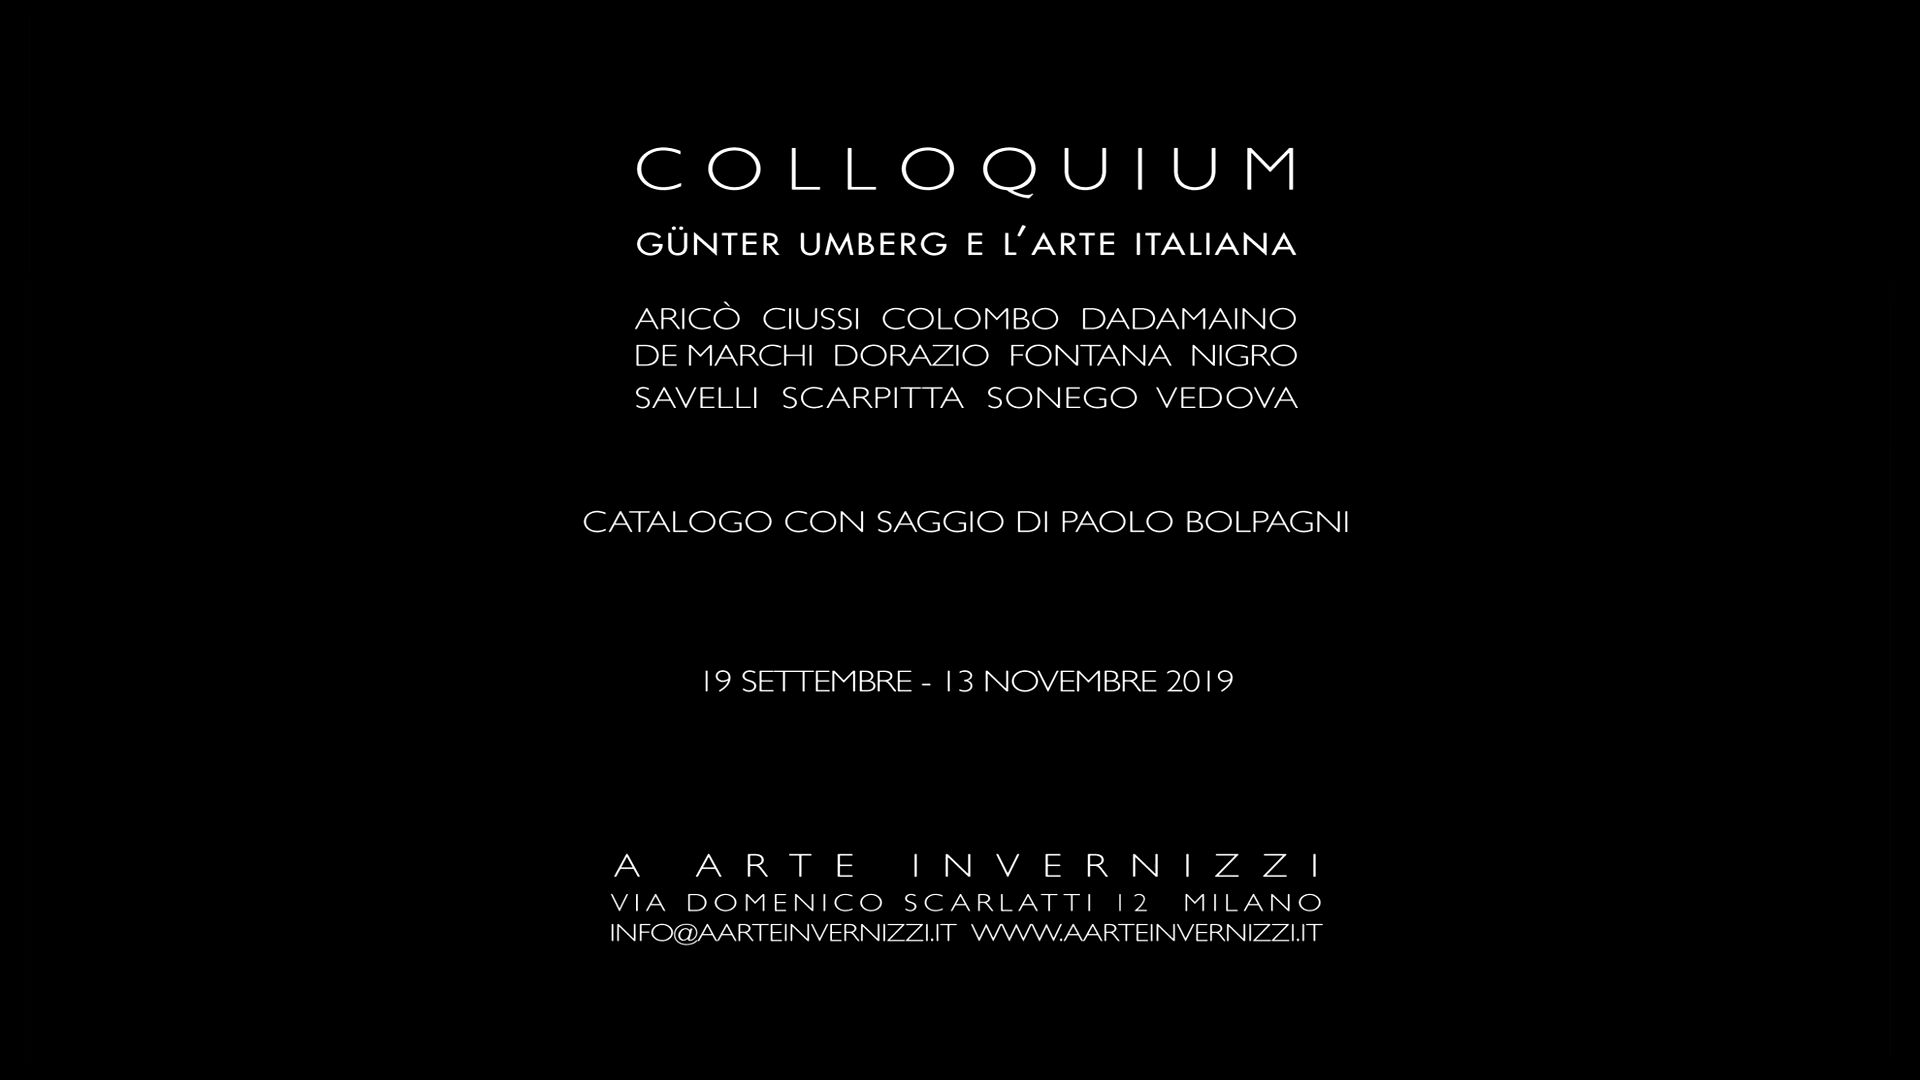 COLLOQUIUM
GÜNTER UMBERG E L'ARTE ITALIANA
ARICÒ CIUSSI COLOMBO DADAMAINO
DE MARCHI DORAZIO FONTANA NIGRO
SAVELLI SCARPITTA SONEGO VEDOVA
CATALOGO CON SAGGIO DI PAOLO BOLPAGNI
19 SETTEMBRE - 13 NOVEMBRE 2019
A ARTE INVERNIZZI
VIA DOMENICO SCARLATTI 12 MILANO
INFO@AARTEINVERNIZZI.IT WWW.AARTEINVERNIZZI.IT